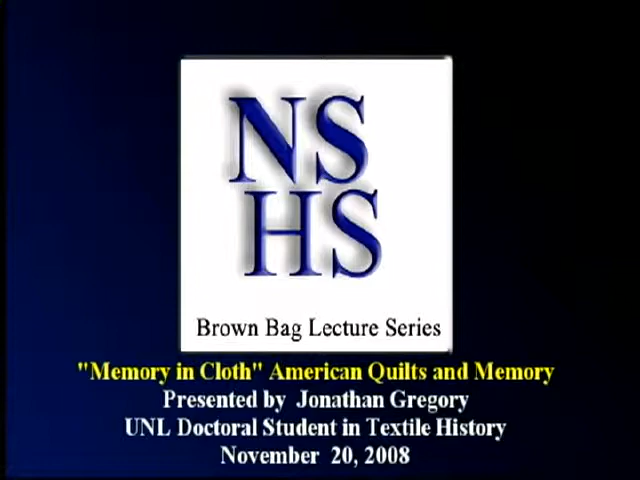 NS
HS
Brown Bag Lecture Series
"Memory in Cloth" American Quilts and Memory
Presented by Jonathan Gregory
UNL Doctoral Student in Textile History
November 20, 2008